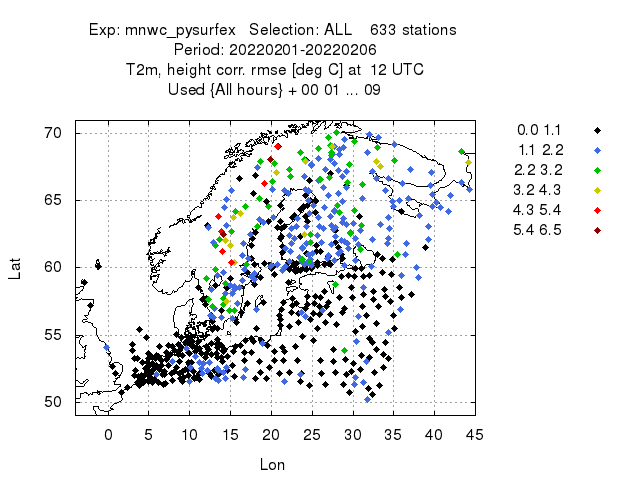 Exp: mnwc_pysurfex Selection: ALL 633 stations
Period: 20220201-20220206
T2m, height corr. rmse [deg C] at 12 UTC
Used {All hours} + 00 01 ... 09
70
65
60
55
50
Lat
0 5 10 15 20 25 30 35 40 45
Lon
0.0 1.1
1.1 2.2
2.2 3.2
3.2 4.3
4.3 5.4
5.4 6.5